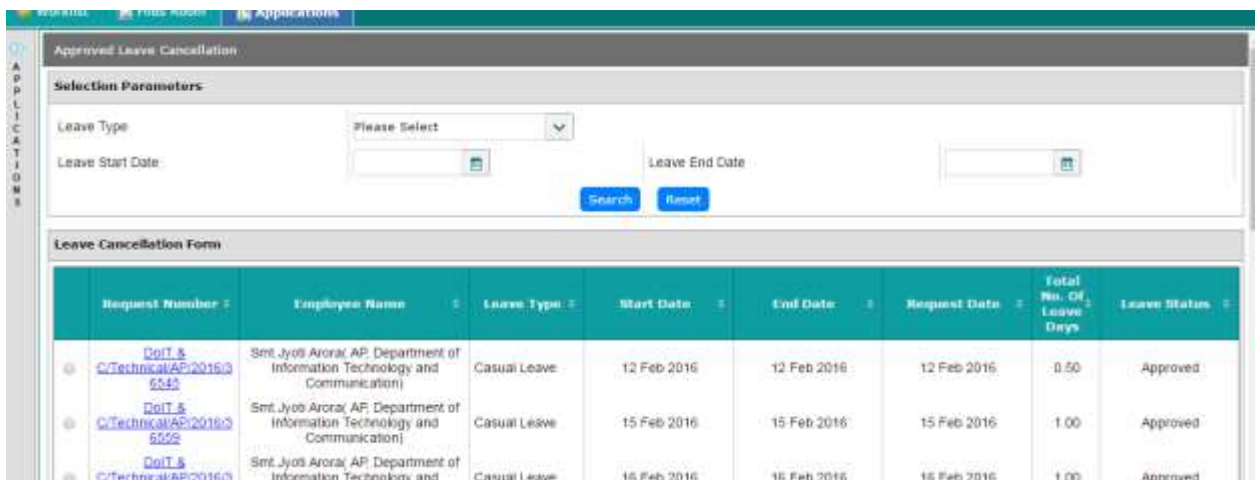 Worklist Pubs Room Applications
APPLICATIONS
Approved Leave Cancellation
Selection Parameters
Leave Type Please Select
Leave Start Date Leave End Date
Search Reset
Leave Cancellation Form
Request Number Employee Name Leave Type Start Date End Date Request Date Total No. Of Leave Days Leave Status
DoIT &
Smt.Jyoti Arora( AP, Department of
C/Technical/AP/2016/3
Information Technology and
Casual Leave 12 Feb 2016 12 Feb 2016 12 Feb 2016 0.50 Approved
6545
Communication)
DoIT &
Smt.Jyoti Arora( AP, Department of
C/Technical/AP/2016/3
Information Technology and
Casual Leave 15 Feb 2016 15 Feb 2016 15 Feb 2016 1.00 Approved
6559
Communication)
DoIT &
Smt.Jyoti Arora( AP, Department of
C/Technical/AP/2016/3
Information Technology and
Casual Leave 16 Feb 2016 16 Feb 2016 16 Feb 2016 1.00 Approved